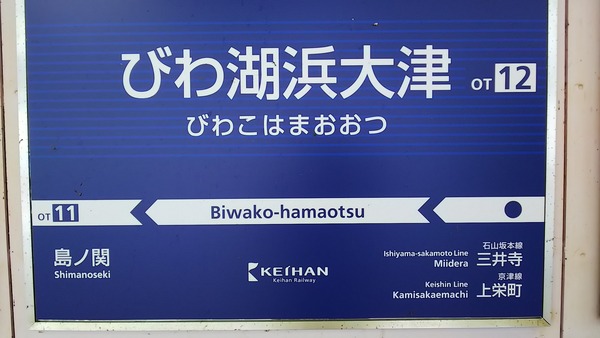 びわ湖浜大津
OT 12
びわこはまおおつ
OT 11
Biwako-hamaotsu
島ノ関
Shimanoseki
KEIHAN
Keihan Railway
石山坂本線
Ishiyama-sakamoto Line
Miidera 三井寺
京津線
Keishin Line
Kamisakaemachi 上栄町